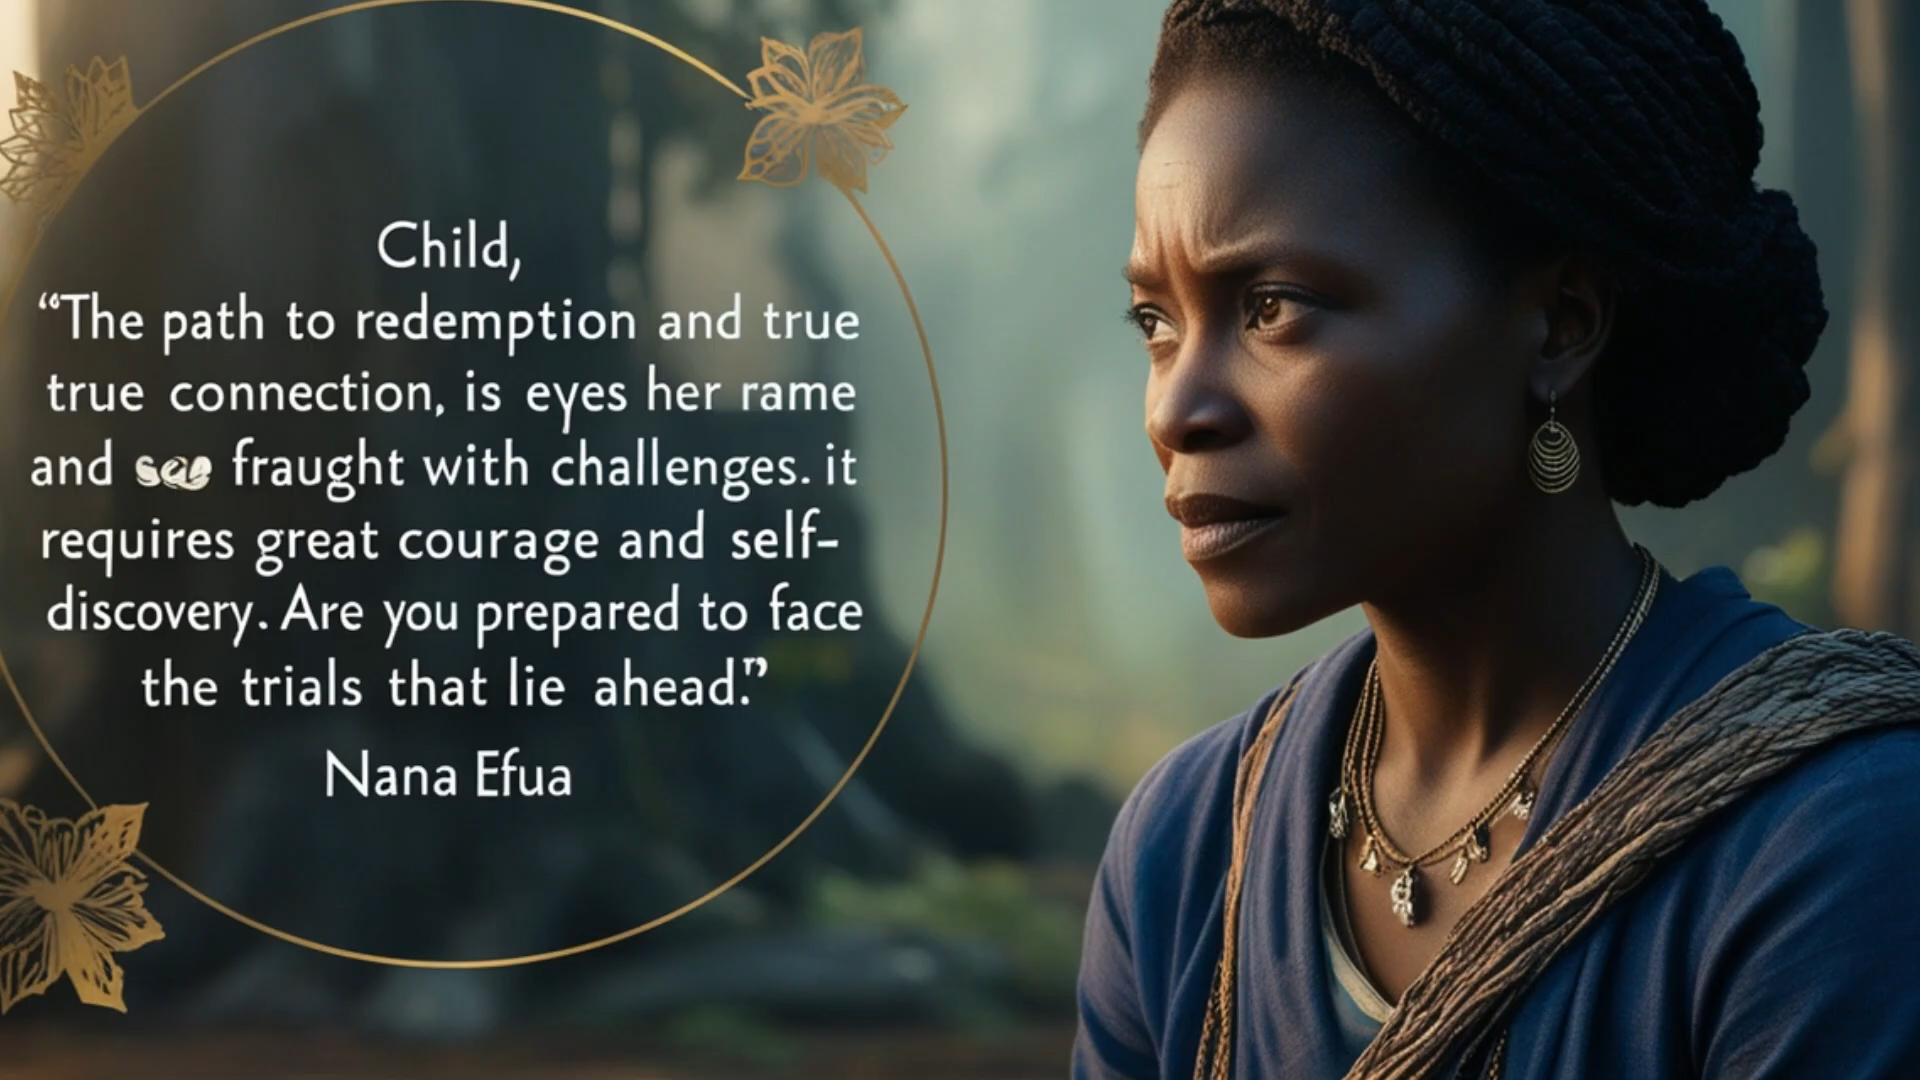 Child,
“The path to redemption and true
true connection, is eyes her rame
and fraught with challenges. it
requires great courage and self-
discovery. Are you prepared to face
the trials that lie ahead.”
Nana Efua